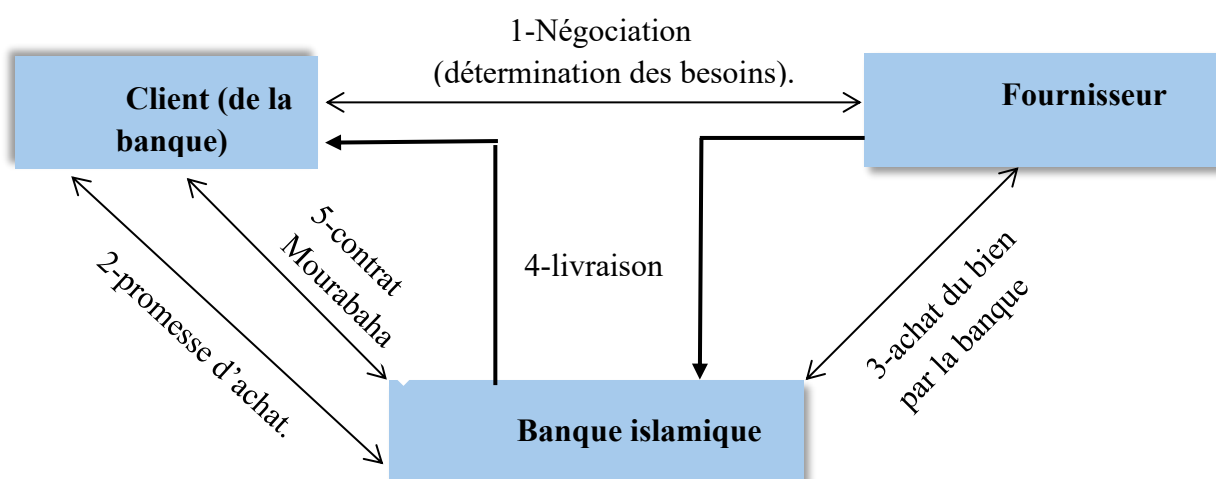 1-Négociation
(détermination des besoins).
Client (de la
banque)
Fournisseur
5-contrat
Mourabaha
2-promesse d’achat.
4-livraison
3-achat du bien
par la banque
Banque islamique